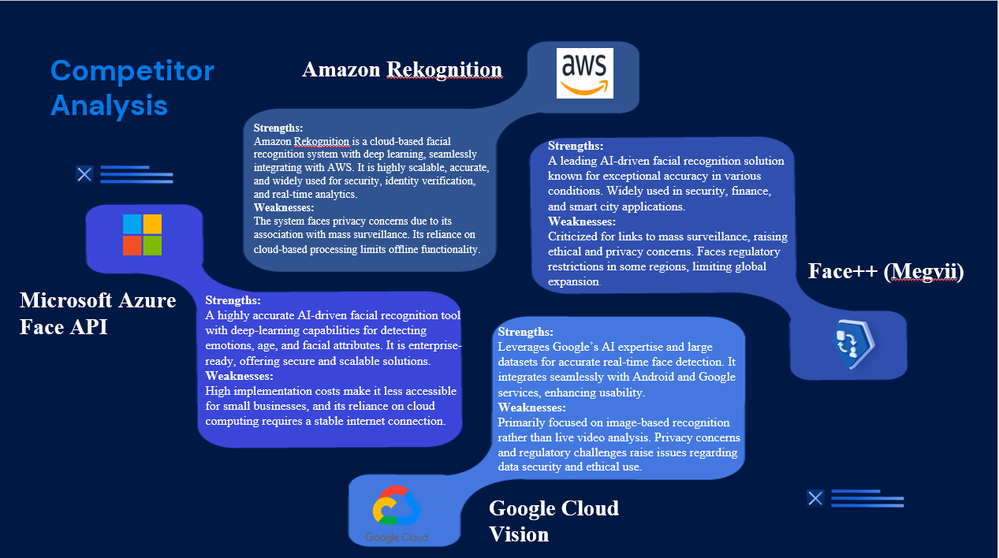 Competitor
Analysis
Amazon Rekognition
aws
Strengths:
Amazon Rekognition is a cloud-based facial
recognition system with deep learning, seamlessly
integrating with AWS. It is highly scalable, accurate,
and widely used for security, identity verification,
and real-time analytics.
Weaknesses:
The system faces privacy concerns due to its
association with mass surveillance. Its reliance on
cloud-based processing limits offline functionality.
Strengths:
A leading AI-driven facial recognition solution
known for exceptional accuracy in various
conditions. Widely used in security, finance,
and smart city applications.
Weaknesses:
Criticized for links to mass surveillance, raising
ethical and privacy concerns. Faces regulatory
restrictions in some regions, limiting global
expansion.
Face++ (Megvii)
Microsoft Azure
Face API
Strengths:
A highly accurate AI-driven facial recognition tool
with deep-learning capabilities for detecting
emotions, age, and facial attributes. It is enterprise-
ready, offering secure and scalable solutions.
Weaknesses:
High implementation costs make it less accessible
for small businesses, and its reliance on cloud
computing requires a stable internet connection.
Strengths:
Leverages Google’s AI expertise and large
datasets for accurate real-time face detection. It
integrates seamlessly with Android and Google
services, enhancing usability.
Weaknesses:
Primarily focused on image-based recognition
rather than live video analysis. Privacy concerns
and regulatory challenges raise issues regarding
data security and ethical use.
Google Cloud
Google Cloud
Vision